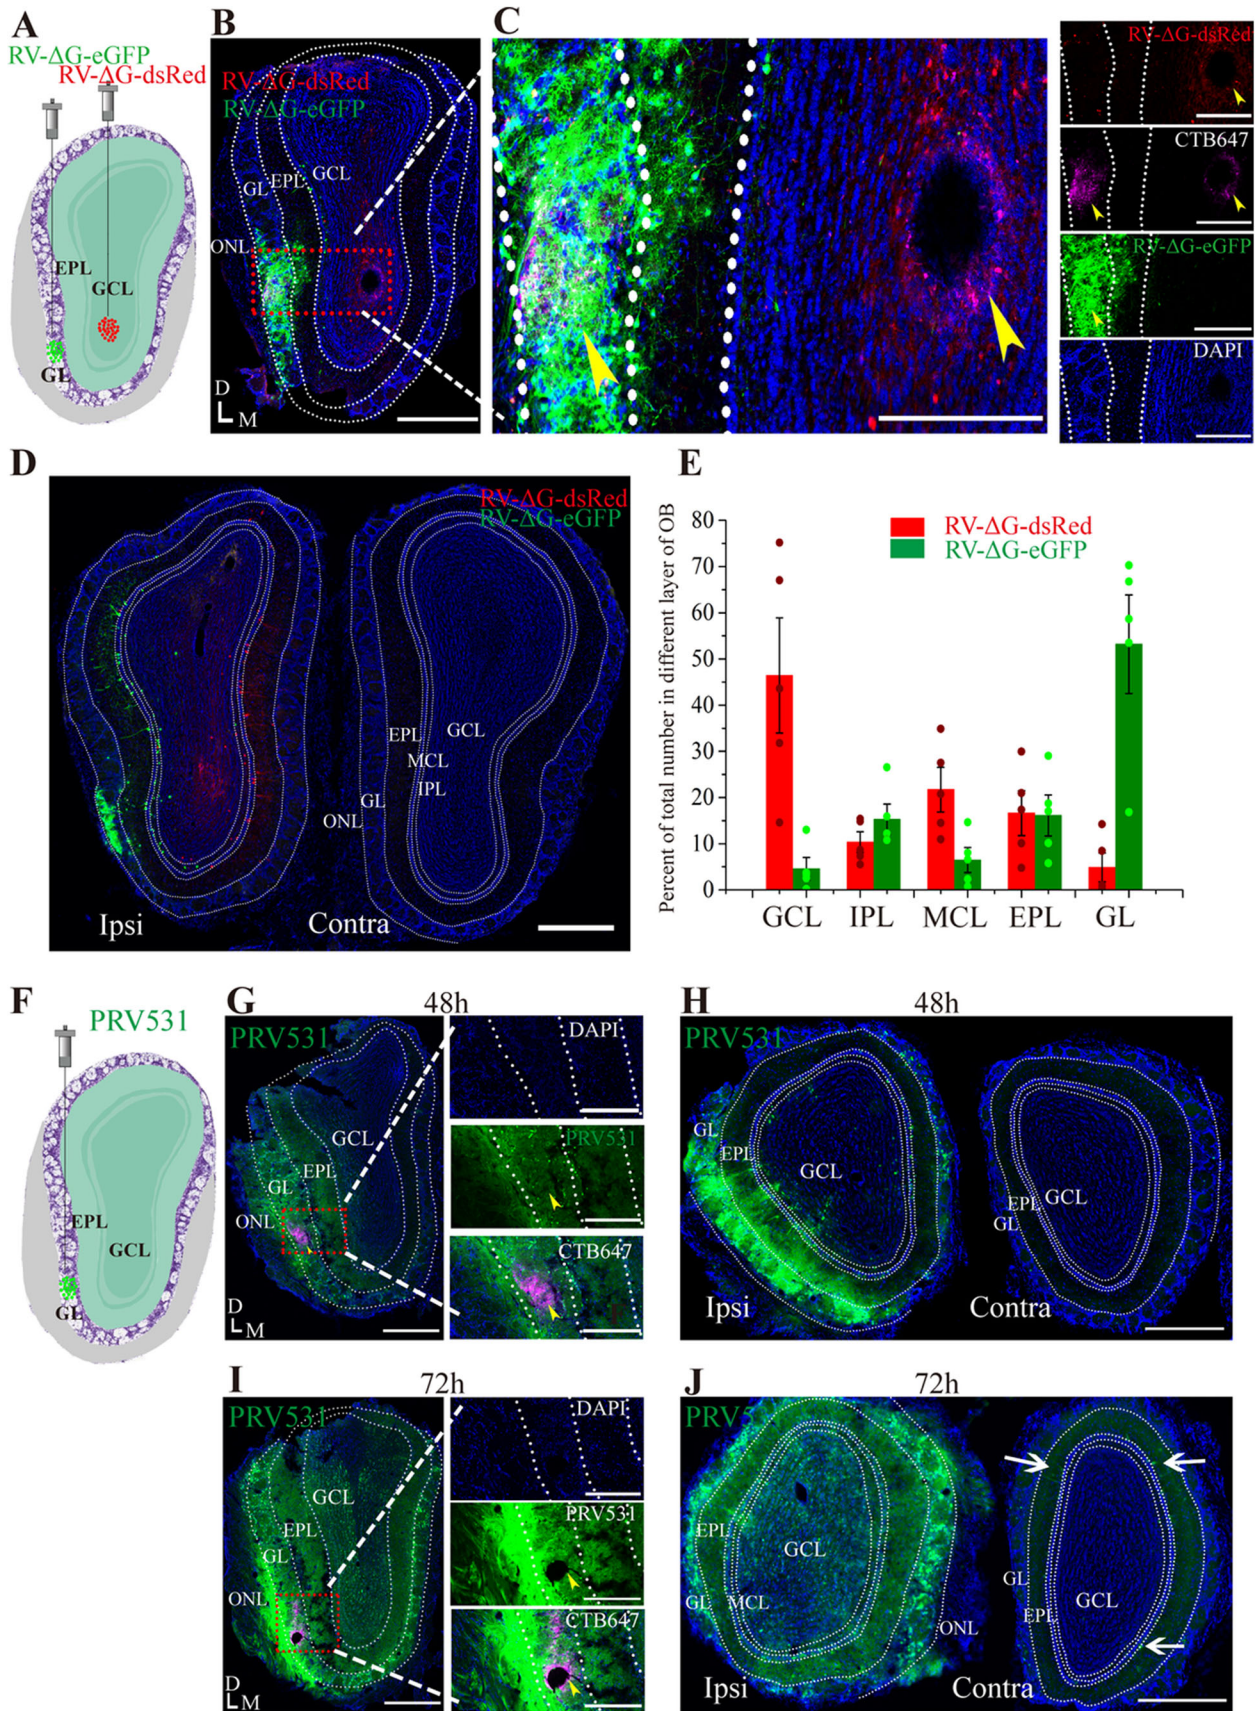 A
RV-ΔG-eGFP
RV-ΔG-dsRed
EPL
GCL
GL
B
RV-ΔG-dsRed
RV-ΔG-eGFP
GCL
EPL
GL
ONL
D
M
C
RV-ΔG-dsRed
CTB647
RV-ΔG-eGFP
DAPI
D
RV-ΔG-dsRed
RV-ΔG-eGFP
GCL
EPL
MCL
IPL
GL
ONL
Ipsi
Contra
E
Percent of total number in different layer of OB
80
70
60
50
40
30
20
10
0
RV-ΔG-dsRed
RV-ΔG-eGFP
GCL IPL MCL EPL GL
F
PRV531
EPL
GCL
GL
G
48h
PRV531
GCL
EPL
GL
ONL
D
M
DAPI
PRV531
CTB647
H
48h
PRV531
GL
EPL
GCL
Ipsi
EPL
GCL
GL
Contra
I
72h
PRV531
GCL
EPL
GL
ONL
D
M
DAPI
PRV531
CTB647
J
72h
PRV5
EPL
GCL
GL
MCL
ONL
Ipsi
GL
EPL
GCL
Contra